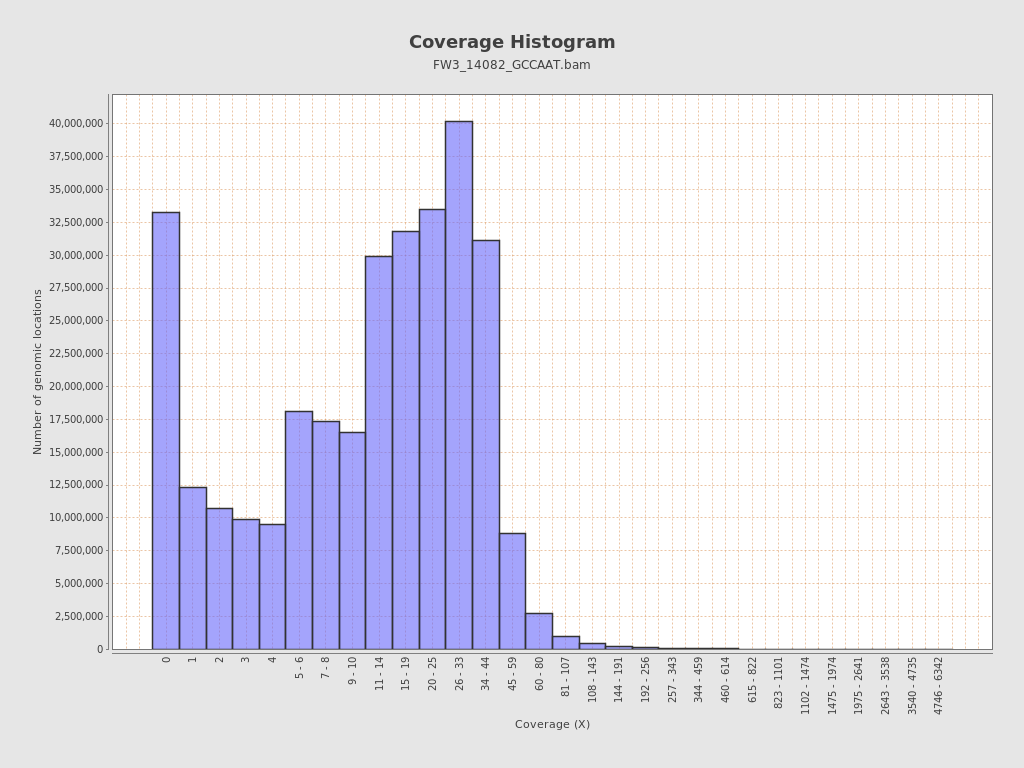 Coverage Histogram
FW3_14082_GCCAAT.bam
40,000,000
37,500,000
35,000,000
32,500,000
30,000,000
27,500,000
25,000,000
22,500,000
20,000,000
17,500,000
15,000,000
12,500,000
10,000,000
7,500,000
5,000,000
2,500,000
0
Number of genomic locations
0
1
2
3
4
5 - 6
7 - 8
9 - 10
11 - 14
15 - 19
20 - 25
26 - 33
34 - 44
45 - 59
60 - 80
81 - 107
108 - 143
144 - 191
192 - 256
257 - 343
344 - 459
460 - 614
615 - 822
823 - 1101
1102 - 1474
1475 - 1974
1975 - 2641
2643 - 3538
3540 - 4735
4746 - 6342
Coverage (X)